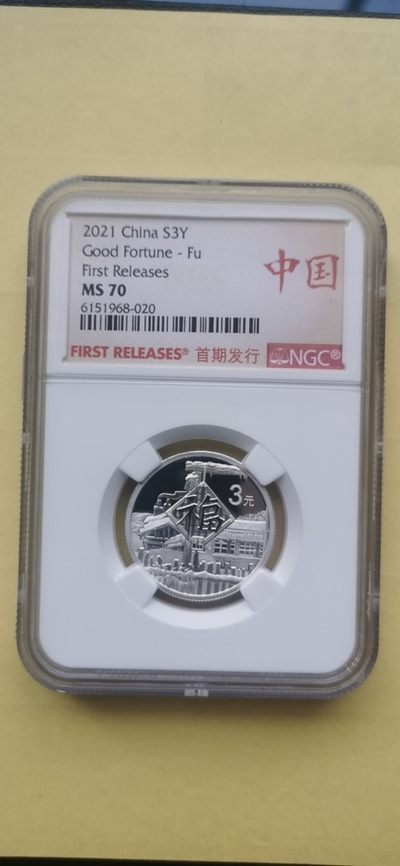 2021 China S3Y
Good Fortune - Fu
First Releases
MS 70
6151968-020
中国
FIRST RELEASES® 首期发行 NGC®
3元
福